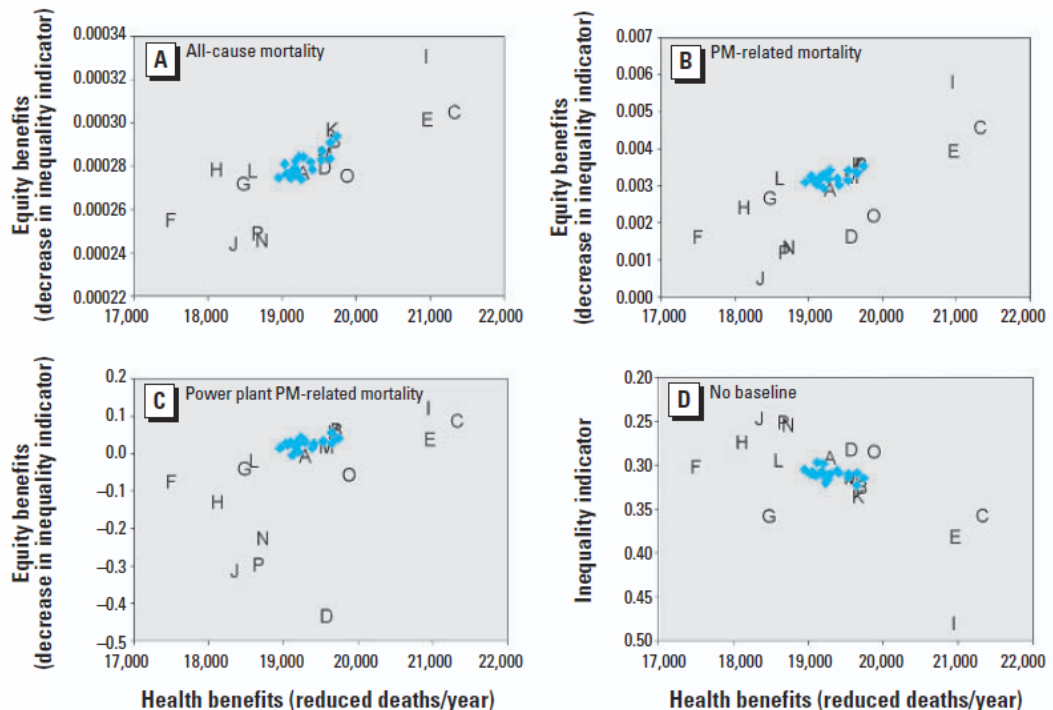 A All-cause mortality
Equity benefits
(decrease in inequality indicator)
0.00034
0.00032
0.00030
0.00028
0.00026
0.00024
0.00022
I
C
E
K
B
D
O
A
H
L
G
F
P
N
J
17,000 18,000 19,000 20,000 21,000 22,000
B PM-related mortality
Equity benefits
(decrease in inequality indicator)
0.007
0.006
0.005
0.004
0.003
0.002
0.001
0.000
I
C
E
L
A
G
H
O
F
D
P
N
J
17,000 18,000 19,000 20,000 21,000 22,000
C Power plant PM-related mortality
Equity benefits
(decrease in inequality indicator)
0.2
0.1
0.0
–0.1
–0.2
–0.3
–0.4
–0.5
I
C
E
M
A
L
G
O
F
H
N
P
J
D
17,000 18,000 19,000 20,000 21,000 22,000
Health benefits (reduced deaths/year)
D No baseline
Inequality indicator
0.20
0.25
0.30
0.35
0.40
0.45
0.50
J
P
N
H
D
O
A
L
F
M
B
K
G
C
E
I
17,000 18,000 19,000 20,000 21,000 22,000
Health benefits (reduced deaths/year)